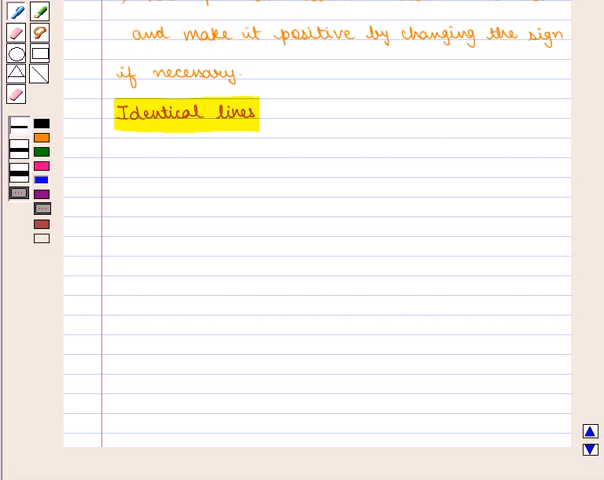 and make it positive by changing the sign
if necessary.
Identical lines